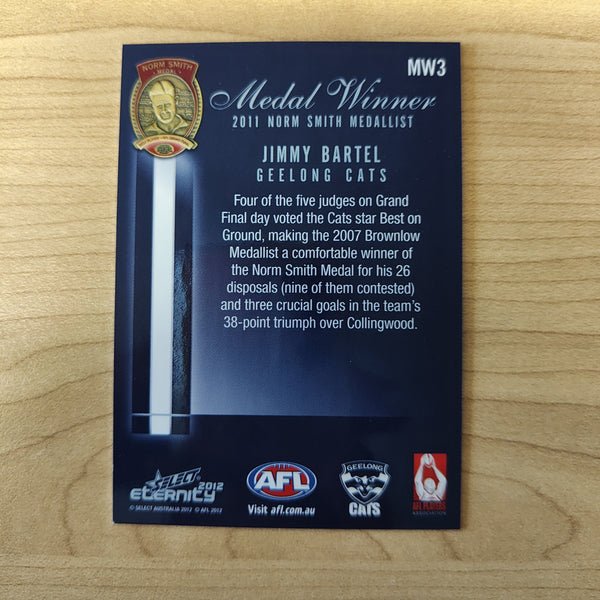 MW3
NORM SMITH
MEDAL
Medal Winner
2011 NORM SMITH MEDALLIST
JIMMY BARTEL
GEELONG CATS
Four of the five judges on Grand
Final day voted the Cats star Best on
Ground, making the 2007 Brownlow
Medallist a comfortable winner of
the Norm Smith Medal for his 26
disposals (nine of them contested)
and three crucial goals in the team's
38-point triumph over Collingwood.
SELECT
2012
eternity
© SELECT AUSTRALIA 2012 © AFL 2012
AFL
Visit afl.com.au
GEELONG
CATS
AFL PLAYERS
ASSOCIATION